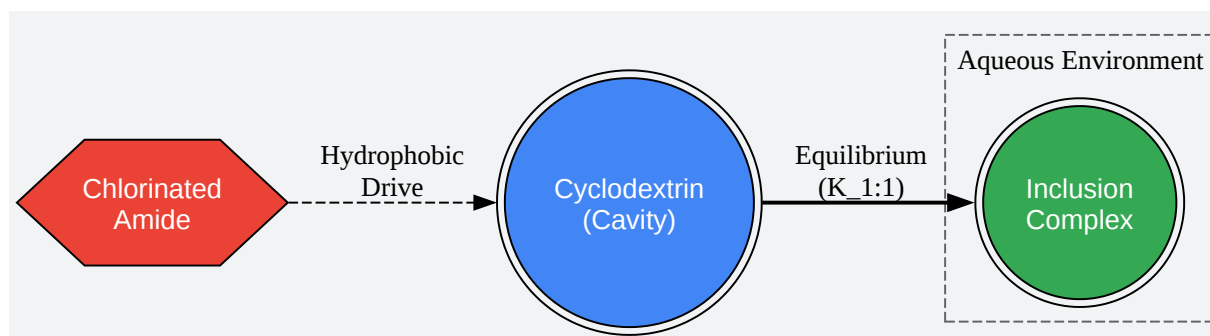 Aqueous Environment
Chlorinated
Amide
Hydrophobic
Drive
Cyclodextrin
(Cavity)
Equilibrium
(K_1:1)
Inclusion
Complex